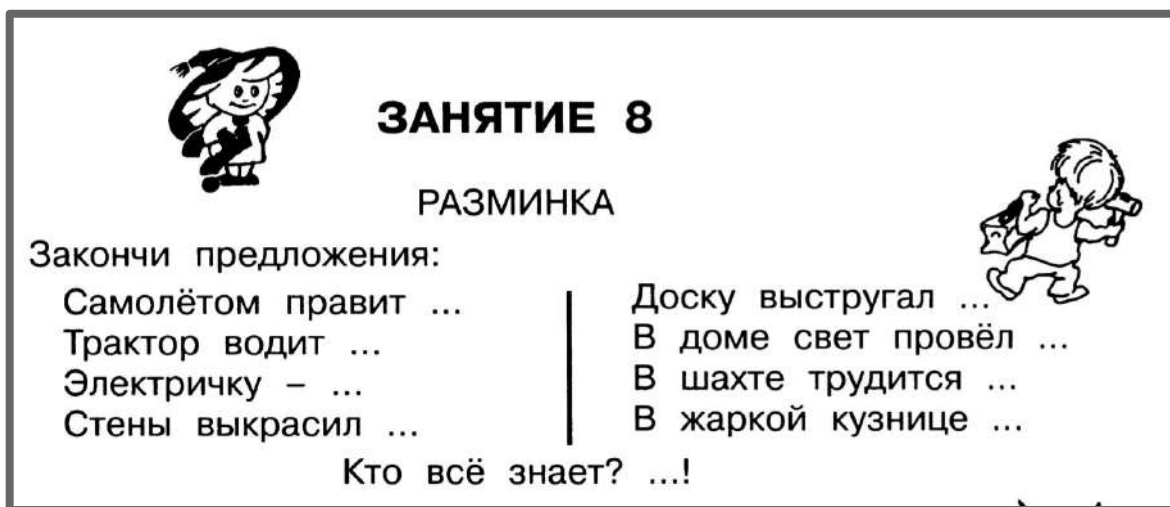 ЗАНЯТИЕ 8
РАЗМИНКА
Закончи предложения:
Самолётом правит ...
Трактор водит ...
Электричку – ...
Стены выкрасил ...
Доску выстругал ...
В доме свет провёл ...
В шахте трудится ...
В жаркой кузнице ...
Кто всё знает? ...!